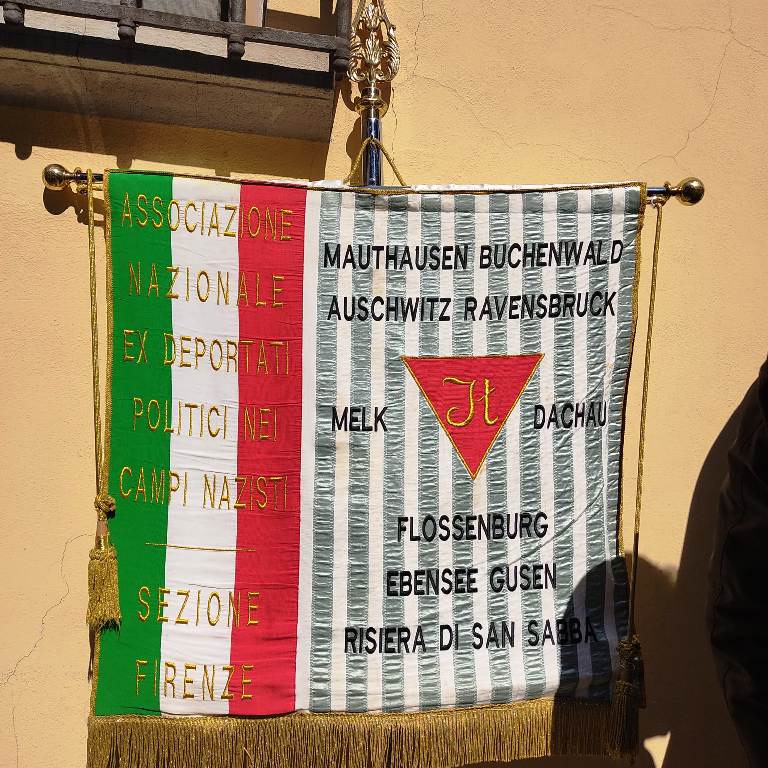 ASSOCIAZIONE
NAZIONALE
EX DEPORTATI
POLITICI NEI
CAMPI NAZISTI
SEZIONE
FIRENZE
MAUTHAUSEN BUCHENWALD
AUSCHWITZ RAVENSBRUCK
It
MELK DACHAU
FLOSSENBURG
EBENSEE GUSEN
RISIERA DI SAN SABBA